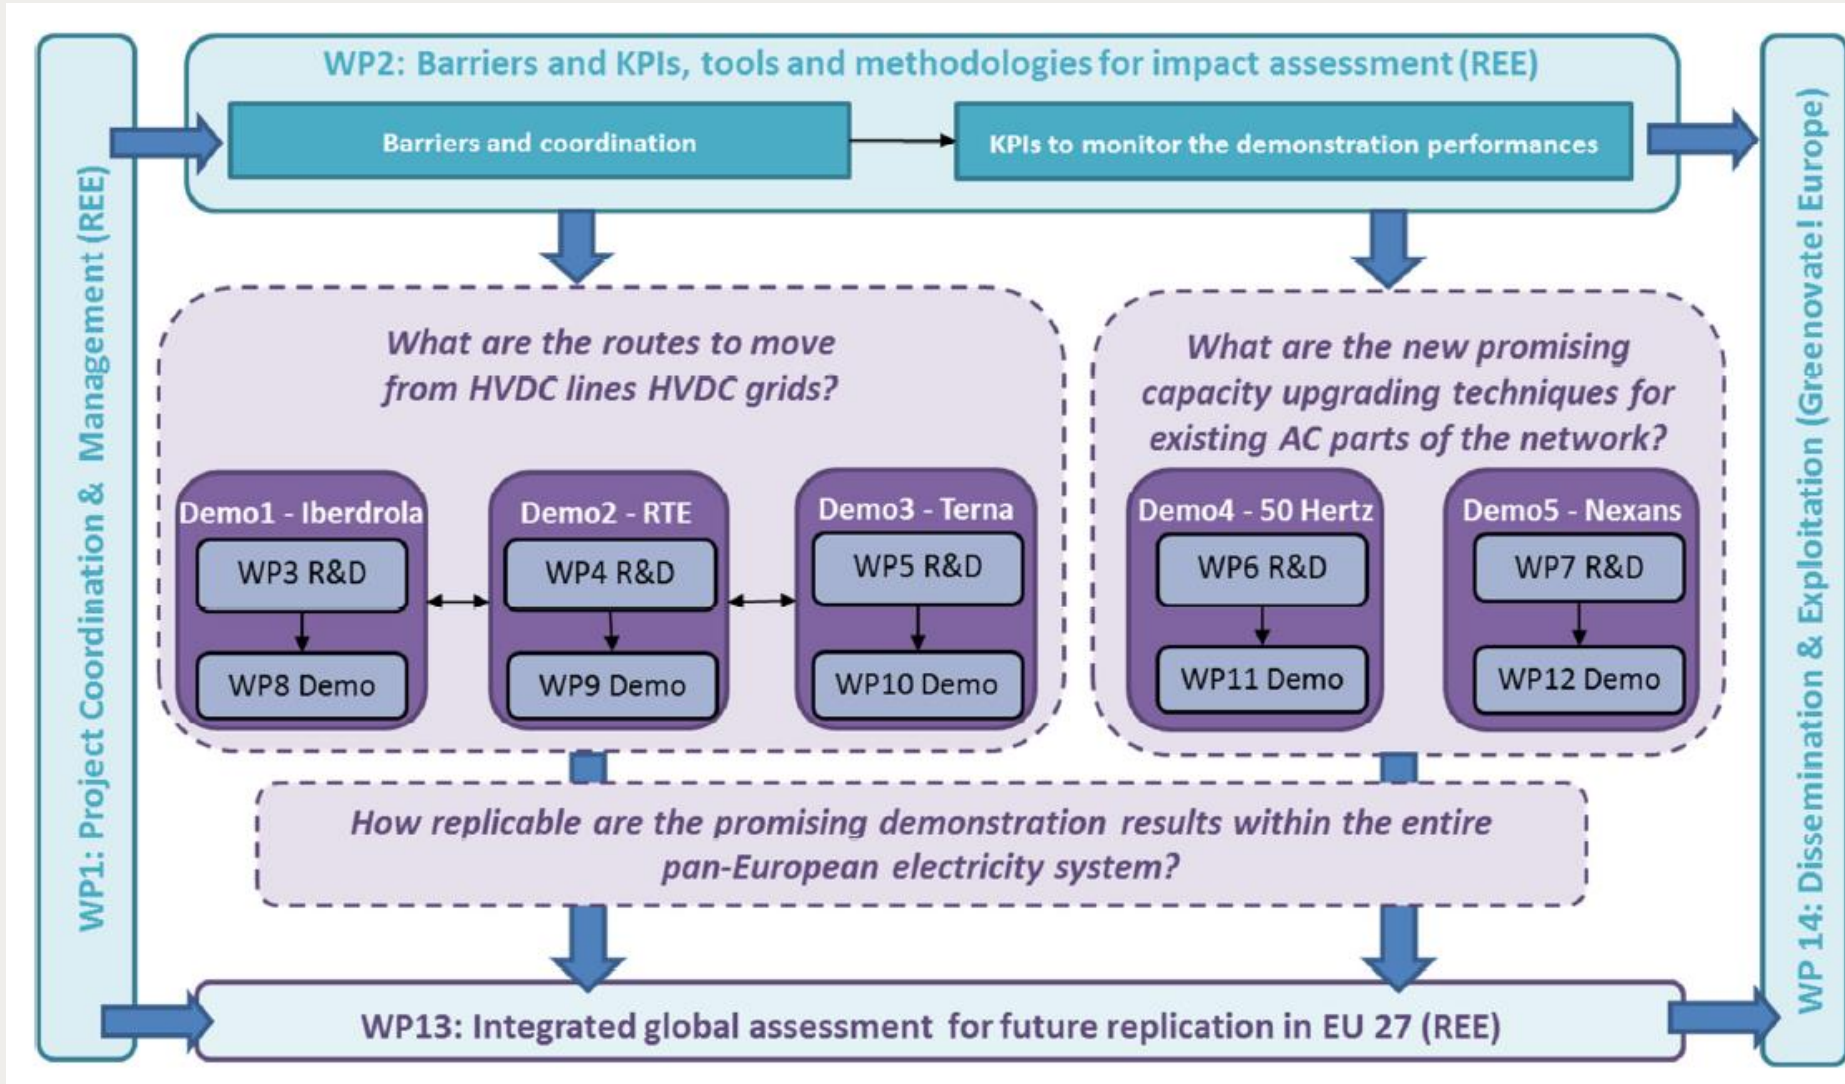 WP1: Project Coordination & Management (REE)
WP2: Barriers and KPIs, tools and methodologies for impact assessment (REE)
Barriers and coordination
KPIs to monitor the demonstration performances
What are the routes to move
from HVDC lines HVDC grids?
Demo1 - Iberdrola
WP3 R&D
WP8 Demo
Demo2 - RTE
WP4 R&D
WP9 Demo
Demo3 - Terna
WP5 R&D
WP10 Demo
What are the new promising
capacity upgrading techniques for
existing AC parts of the network?
Demo4 - 50 Hertz
WP6 R&D
WP11 Demo
Demo5 - Nexans
WP7 R&D
WP12 Demo
How replicable are the promising demonstration results within the entire
pan-European electricity system?
WP13: Integrated global assessment for future replication in EU 27 (REE)
WP 14: Dissemination & Exploitation (Greenovate! Europe)